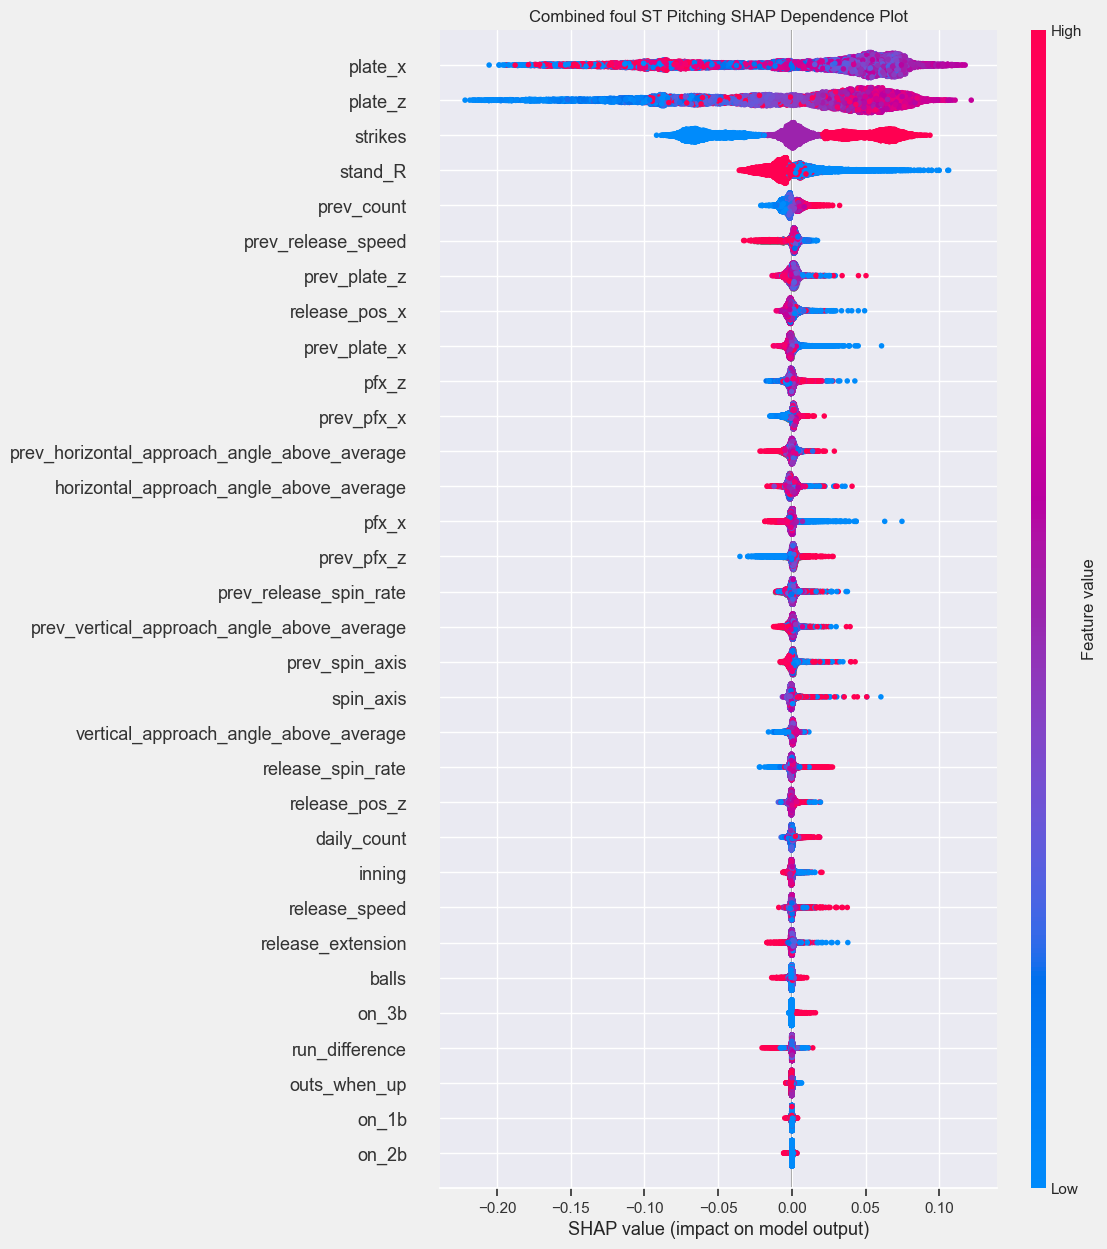 Combined foul ST Pitching SHAP Dependence Plot
High
plate_x
plate_z
strikes
stand_R
prev_count
prev_release_speed
prev_plate_z
release_pos_x
prev_plate_x
pfx_z
prev_pfx_x
prev_horizontal_approach_angle_above_average
horizontal_approach_angle_above_average
pfx_x
prev_pfx_z
prev_release_spin_rate
prev_vertical_approach_angle_above_average
prev_spin_axis
spin_axis
vertical_approach_angle_above_average
release_spin_rate
release_pos_z
daily_count
inning
release_speed
release_extension
balls
on_3b
run_difference
outs_when_up
on_1b
on_2b
Feature value
Low
−0.20 −0.15 −0.10 −0.05 0.00 0.05 0.10
SHAP value (impact on model output)